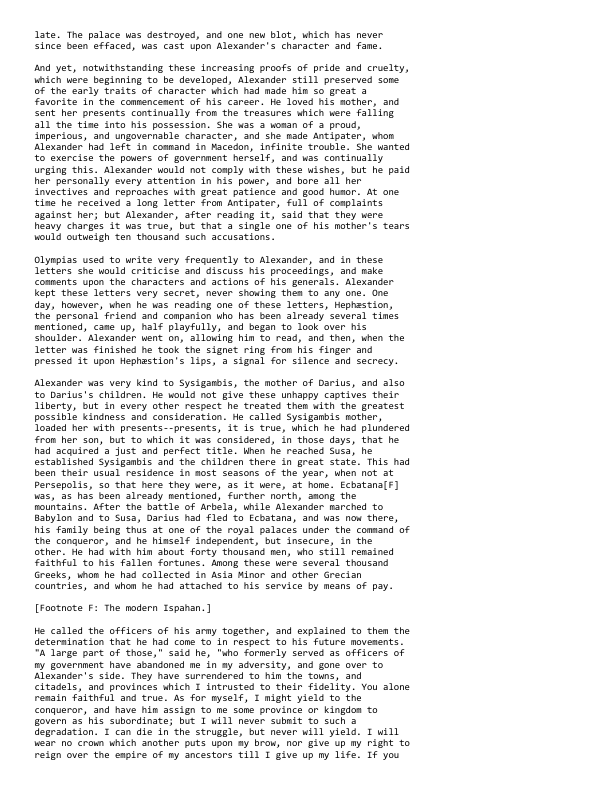 late. The palace was destroyed, and one new blot, which has never
since been effaced, was cast upon Alexander's character and fame.

And yet, notwithstanding these increasing proofs of pride and cruelty,
which were beginning to be developed, Alexander still preserved some
of the early traits of character which had made him so great a
favorite in the commencement of his career. He loved his mother, and
sent her presents continually from the treasures which were falling
all the time into his possession. She was a woman of a proud,
imperious, and ungovernable character, and she made Antipater, whom
Alexander had left in command in Macedon, infinite trouble. She wanted
to exercise the powers of government herself, and was continually
urging this. Alexander would not comply with these wishes, but he paid
her personally every attention in his power, and bore all her
invectives and reproaches with great patience and good humor. At one
time he received a long letter from Antipater, full of complaints
against her; but Alexander, after reading it, said that they were
heavy charges it was true, but that a single one of his mother's tears
would outweigh ten thousand such accusations.

Olympias used to write very frequently to Alexander, and in these
letters she would criticise and discuss his proceedings, and make
comments upon the characters and actions of his generals. Alexander
kept these letters very secret, never showing them to any one. One
day, however, when he was reading one of these letters, Hephæstion,
the personal friend and companion who has been already several times
mentioned, came up, half playfully, and began to look over his
shoulder. Alexander went on, allowing him to read, and then, when the
letter was finished he took the signet ring from his finger and
pressed it upon Hephæstion's lips, a signal for silence and secrecy.

Alexander was very kind to Sysigambis, the mother of Darius, and also
to Darius's children. He would not give these unhappy captives their
liberty, but in every other respect he treated them with the greatest
possible kindness and consideration. He called Sysigambis mother,
loaded her with presents--presents, it is true, which he had plundered
from her son, but to which it was considered, in those days, that he
had acquired a just and perfect title. When he reached Susa, he
established Sysigambis and the children there in great state. This had
been their usual residence in most seasons of the year, when not at
Persepolis, so that here they were, as it were, at home. Ecbatana[F]
was, as has been already mentioned, further north, among the
mountains. After the battle of Arbela, while Alexander marched to
Babylon and to Susa, Darius had fled to Ecbatana, and was now there,
his family being thus at one of the royal palaces under the command of
the conqueror, and he himself independent, but insecure, in the
other. He had with him about forty thousand men, who still remained
faithful to his fallen fortunes. Among these were several thousand
Greeks, whom he had collected in Asia Minor and other Grecian
countries, and whom he had attached to his service by means of pay.

[Footnote F: The modern Ispahan.]

He called the officers of his army together, and explained to them the
determination that he had come to in respect to his future movements.
"A large part of those," said he, "who formerly served as officers of
my government have abandoned me in my adversity, and gone over to
Alexander's side. They have surrendered to him the towns, and
citadels, and provinces which I intrusted to their fidelity. You alone
remain faithful and true. As for myself, I might yield to the
conqueror, and have him assign to me some province or kingdom to
govern as his subordinate; but I will never submit to such a
degradation. I can die in the struggle, but never will yield. I will
wear no crown which another puts upon my brow, nor give up my right to
reign over the empire of my ancestors till I give up my life. If you